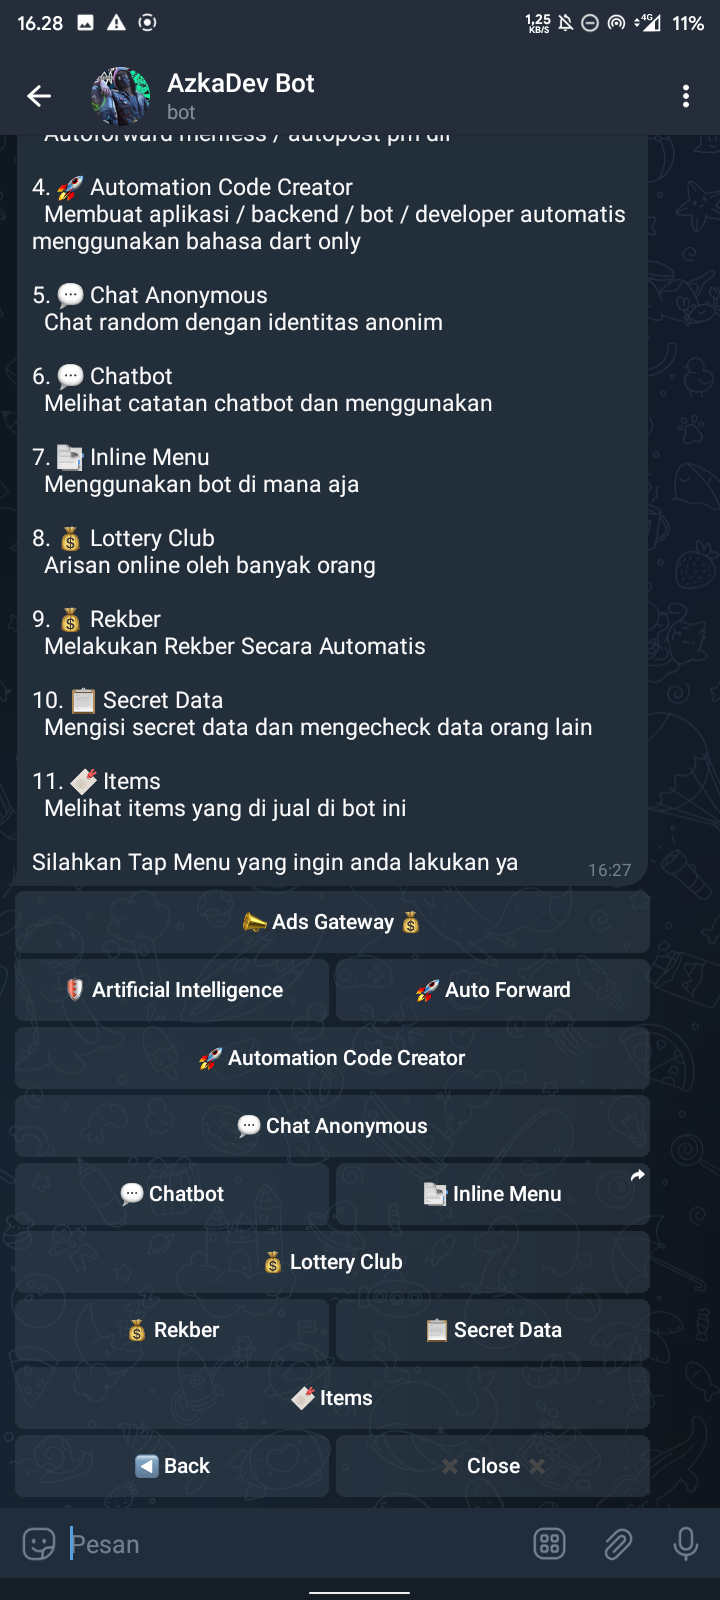 16.28
1,25 KB/S
4G
11%
AzkaDev Bot
bot
Autoforward menfess / autopost pm dll
4. 🚀 Automation Code Creator
Membuat aplikasi / backend / bot / developer automatis
menggunakan bahasa dart only
5. 💬 Chat Anonymous
Chat random dengan identitas anonim
6. 💬 Chatbot
Melihat catatan chatbot dan menggunakan
7. 📑 Inline Menu
Menggunakan bot di mana aja
8. 💰 Lottery Club
Arisan online oleh banyak orang
9. 💰 Rekber
Melakukan Rekber Secara Automatis
10. 📋 Secret Data
Mengisi secret data dan mengecheck data orang lain
11. 🔖 Items
Melihat items yang di jual di bot ini
Silahkan Tap Menu yang ingin anda lakukan ya
16:27
📣 Ads Gateway 💰
🛡 Artificial Intelligence
🚀 Auto Forward
🚀 Automation Code Creator
💬 Chat Anonymous
💬 Chatbot
📑 Inline Menu
💰 Lottery Club
💰 Rekber
📋 Secret Data
🔖 Items
◀️ Back
✖️ Close ✖️
Pesan